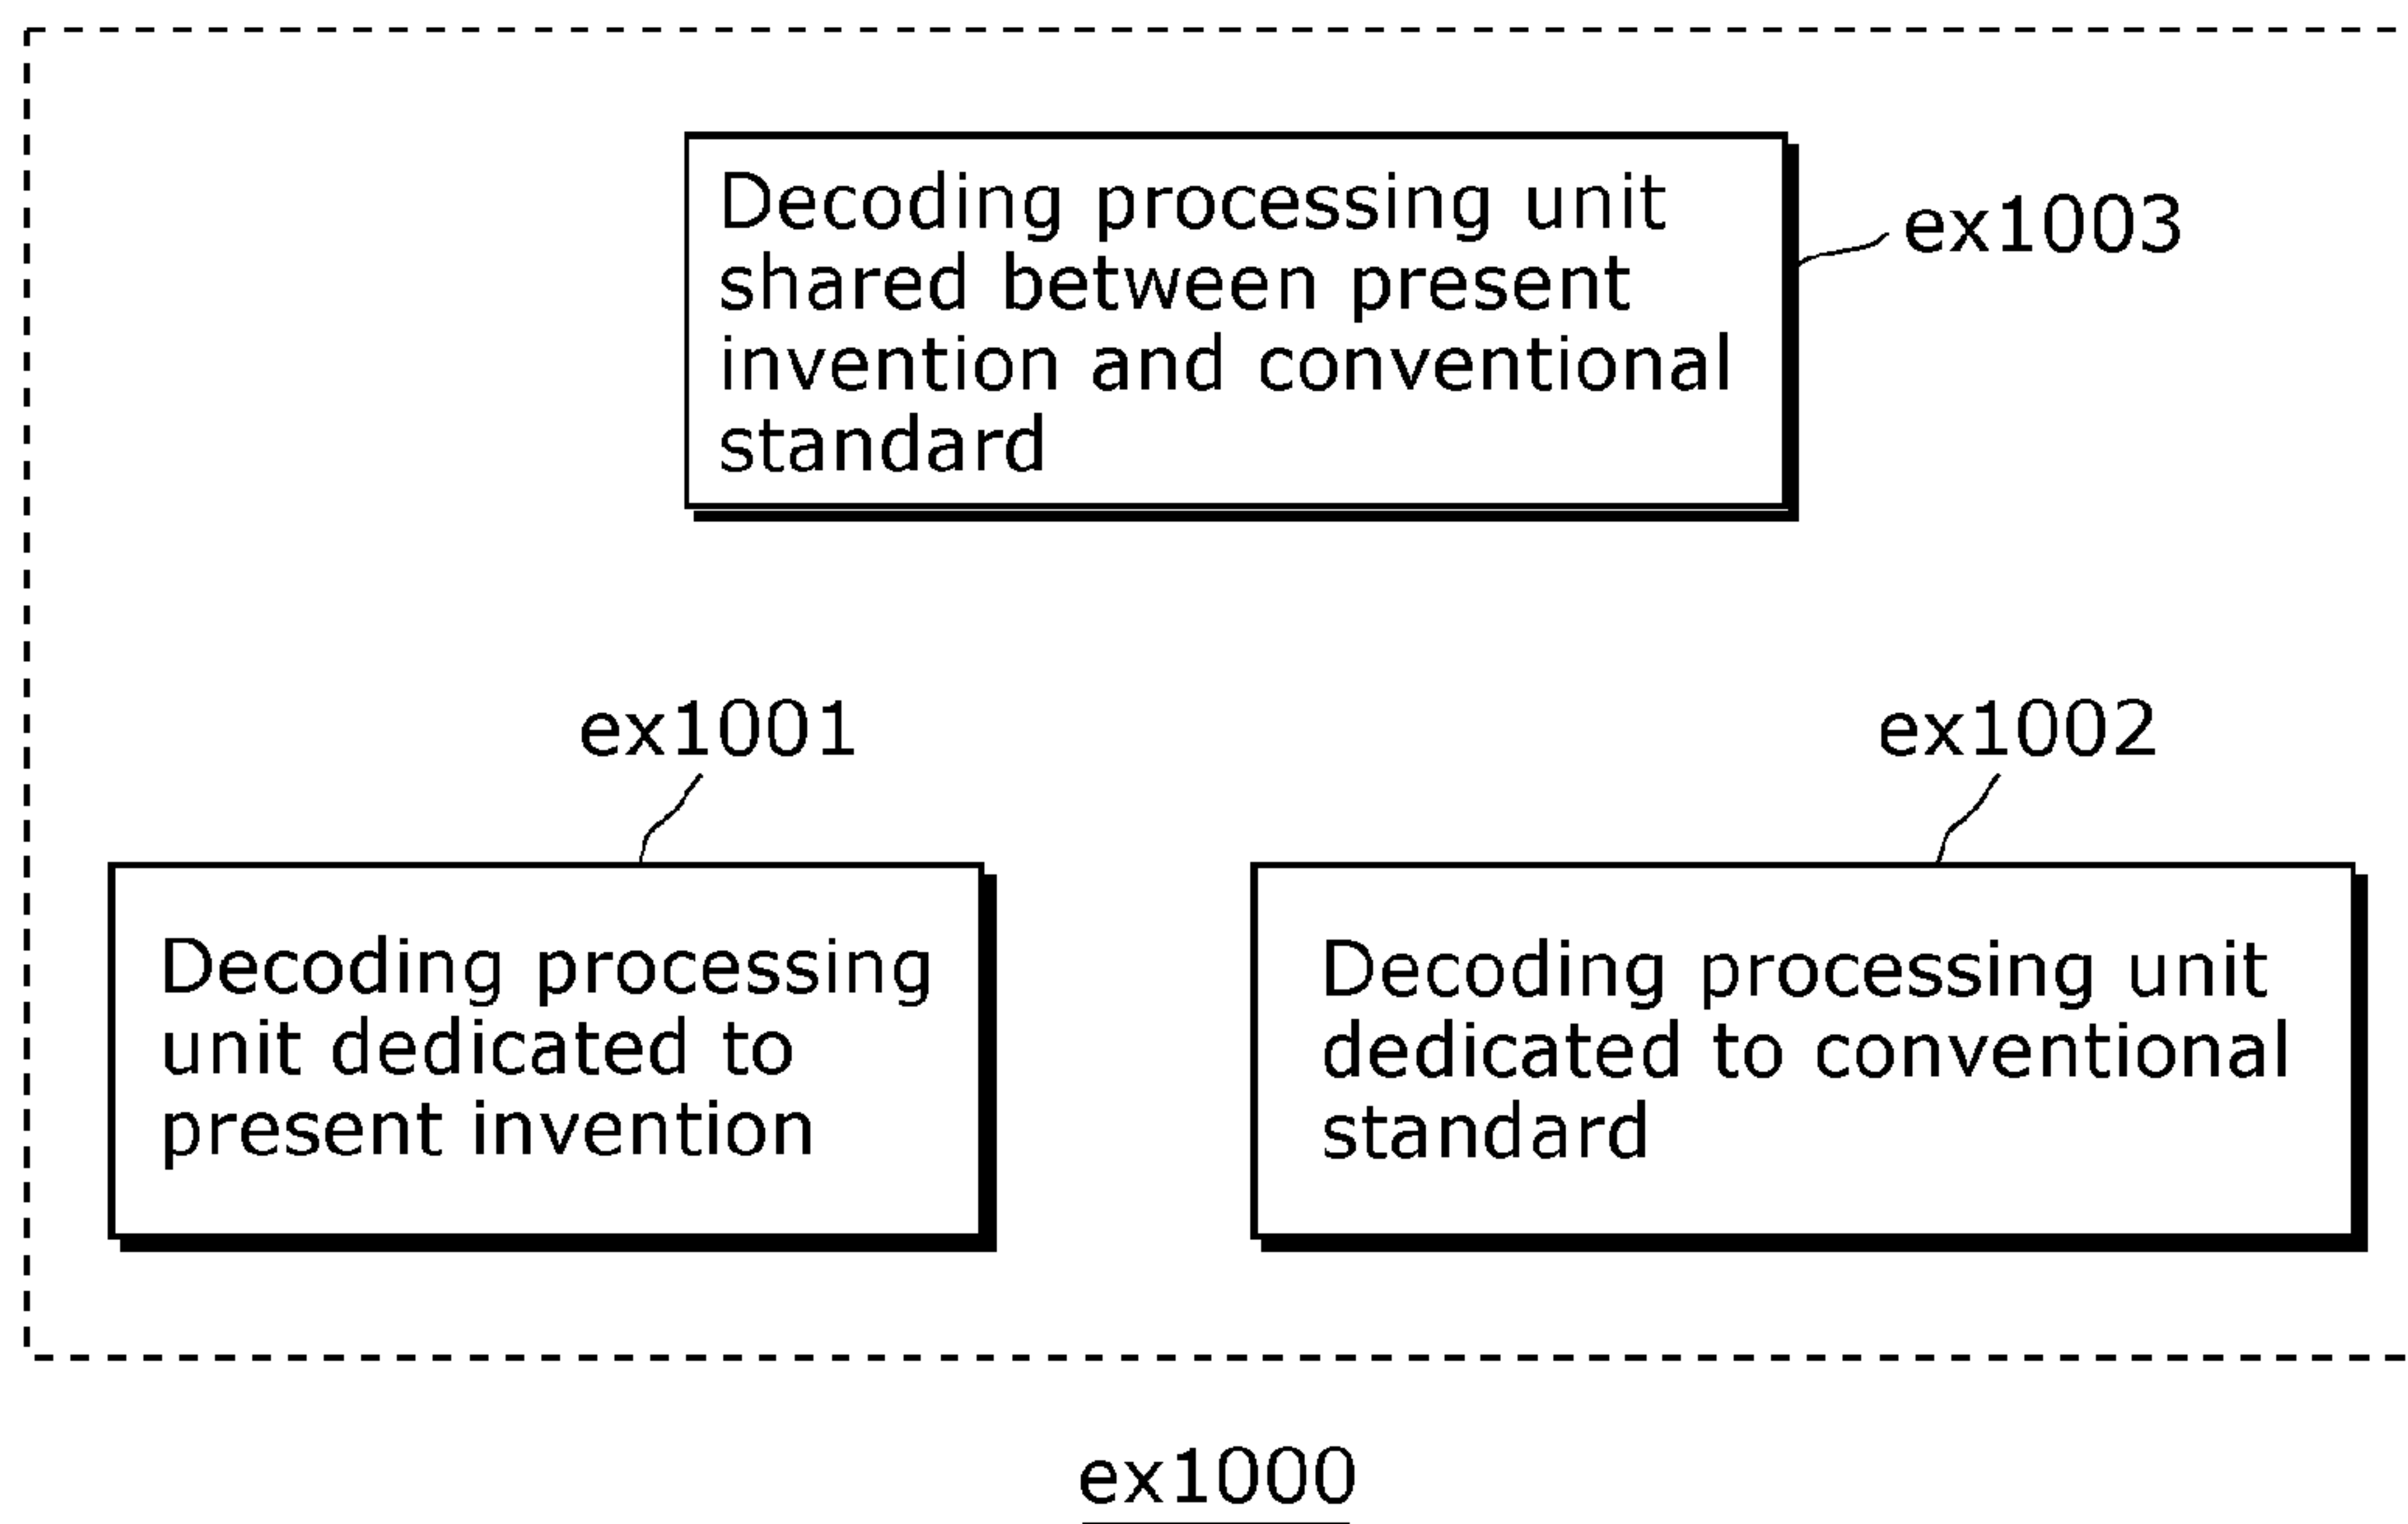 Decoding processing unit
shared between present
invention and conventional
standard
ex1003
ex1001
ex1002
Decoding processing
unit dedicated to
present invention
Decoding processing unit
dedicated to conventional
standard
ex1000